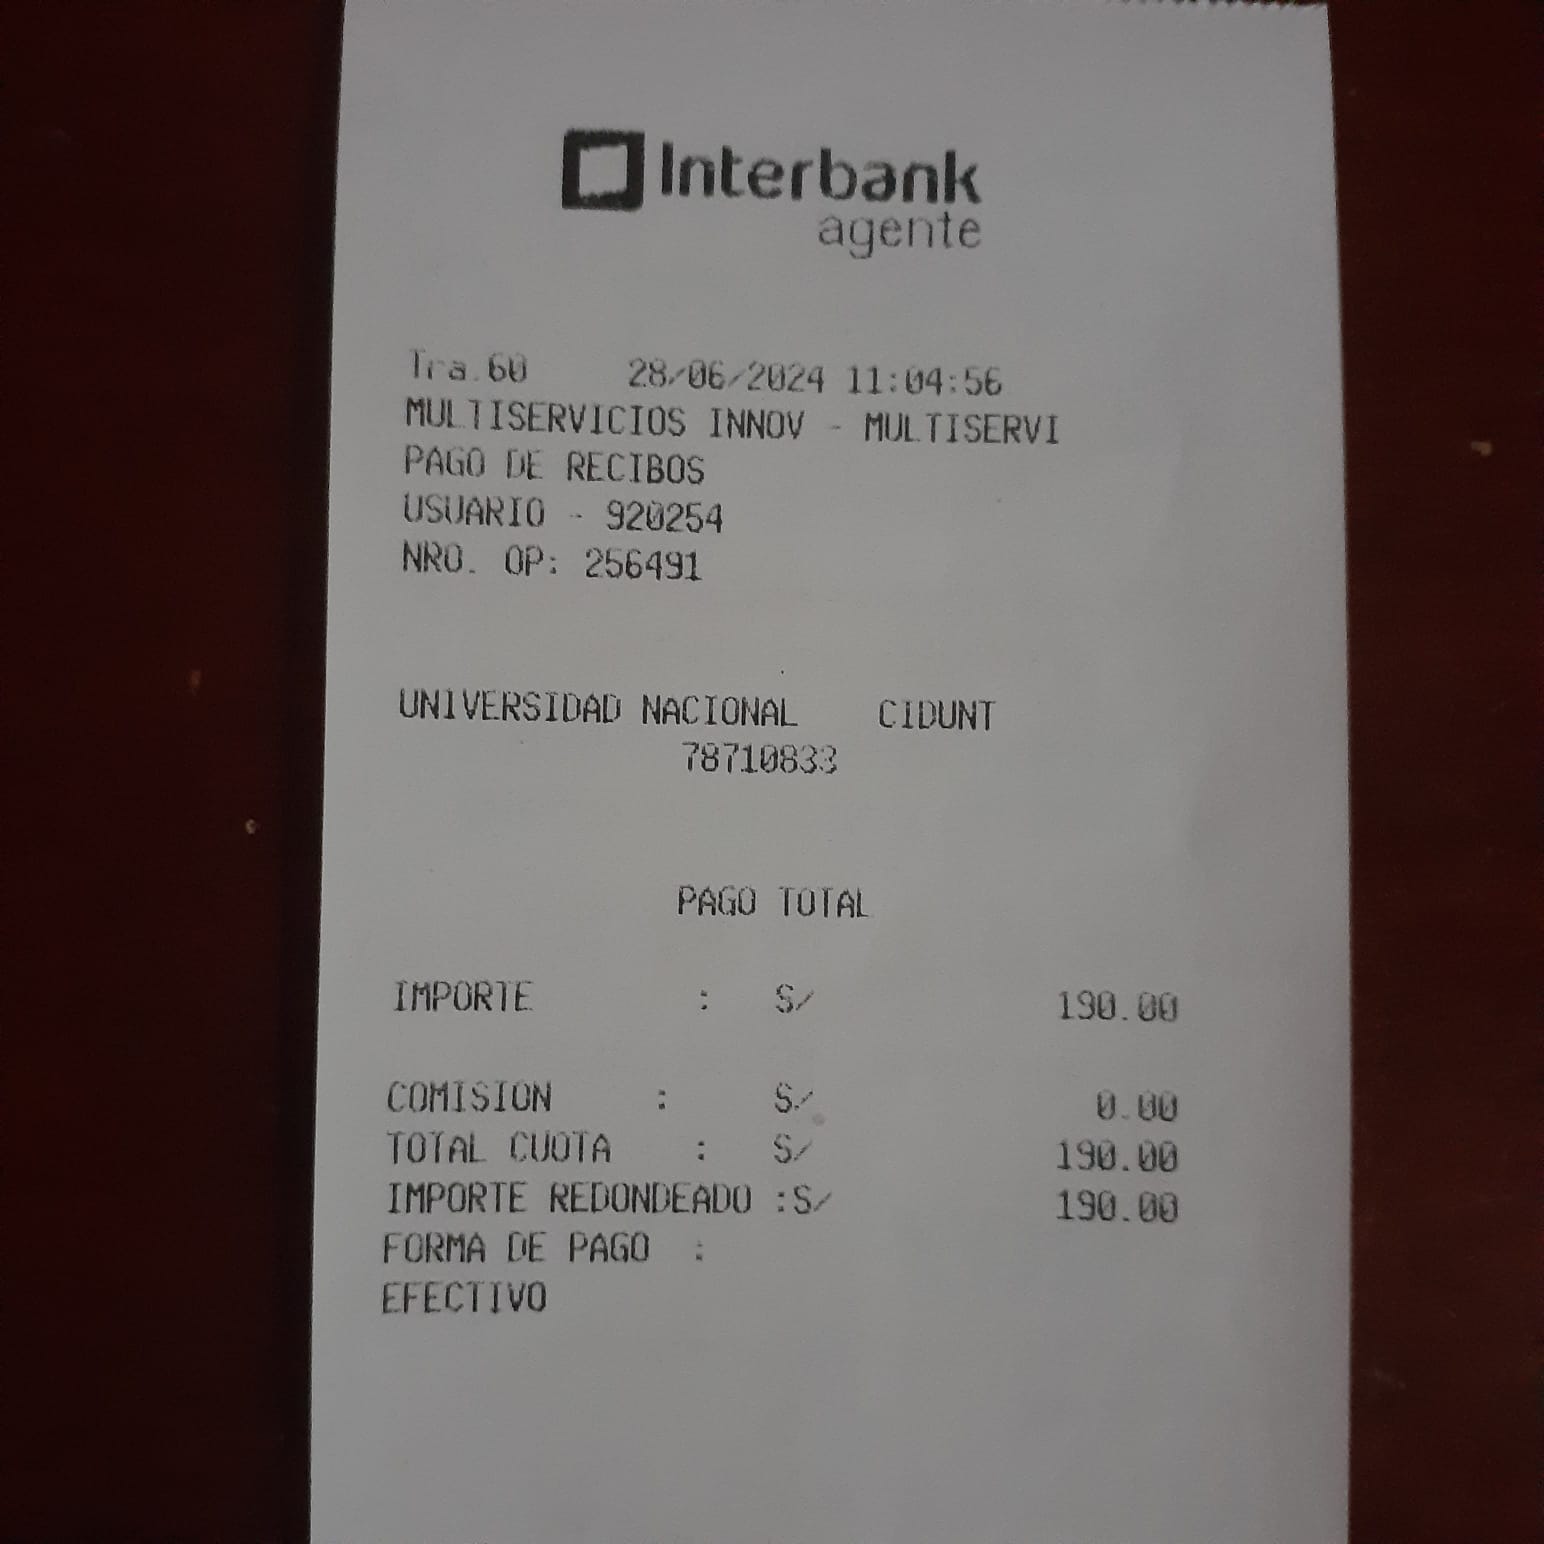 Interbank
agente
Tra.60 28/06/2024 11:04:56
MULTISERVICIOS INNOV - MULTISERVI
PAGO DE RECIBOS
USUARIO - 920254
NRO. OP: 256491
UNIVERSIDAD NACIONAL CIDUNT
78710833
PAGO TOTAL
IMPORTE : S/ 190.00
COMISION : S/ 0.00
TOTAL CUOTA : S/ 190.00
IMPORTE REDONDEADO :S/ 190.00
FORMA DE PAGO :
EFECTIVO